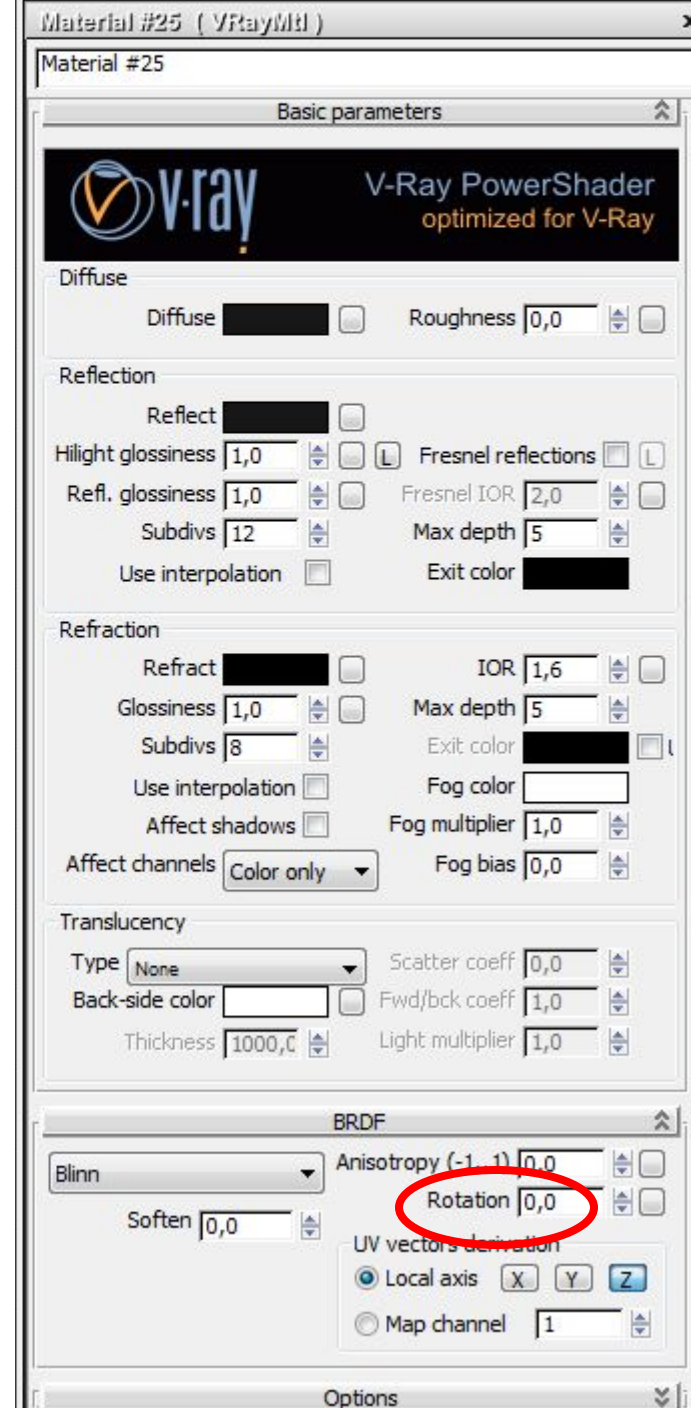 Material #25 ( VRayMtl ) x
Material #25
Basic parameters
v·ray V-Ray PowerShader
optimized for V-Ray
Diffuse
Diffuse Roughness 0,0
Reflection
Reflect
Hilight glossiness 1,0 L Fresnel reflections L
Refl. glossiness 1,0 Fresnel IOR 2,0
Subdivs 12 Max depth 5
Use interpolation Exit color
Refraction
Refract IOR 1,6
Glossiness 1,0 Max depth 5
Subdivs 8 Exit color
Use interpolation Fog color
Affect shadows Fog multiplier 1,0
Affect channels Color only Fog bias 0,0
Translucency
Type None Scatter coeff 0,0
Back-side color Fwd/bck coeff 1,0
Thickness 1000,0 Light multiplier 1,0
BRDF
Blinn Anisotropy (-1..1) 0,0
Rotation 0,0
Soften 0,0
UV vectors derivation
Local axis X Y Z
Map channel 1
Options